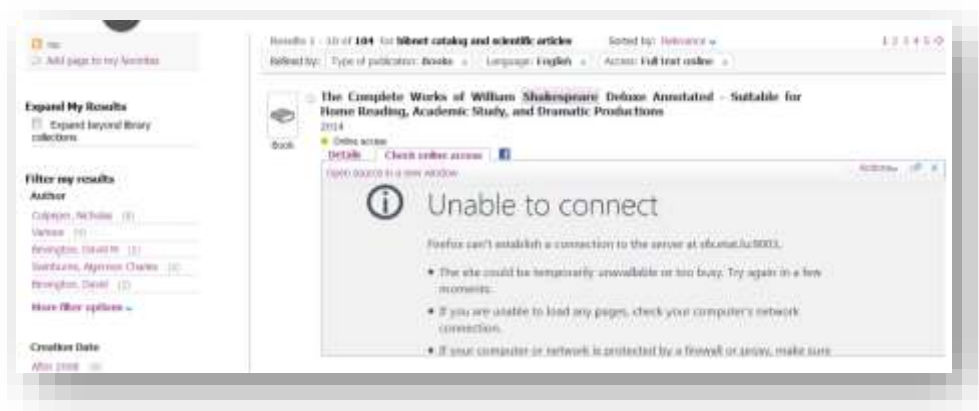 Add page to my favorites
Expand My Results
Expand beyond library
collections
Filter my results
Author
Culpeper, Nicholas
Various
Bevington, David M
Swinburne, Algernon Charles
Bevington, David
More filter options
Creation Date
After 2008
Results 1 - 10 of 104 for bibnet catalog and scientific articles Sorted by: Relevance
1 2 3 4 5
Refined by: Type of publication: Books Language: English Access: Full text online
Book
The Complete Works of William Shakespeare Deluxe Annotated - Suitable for
Home Reading, Academic Study, and Dramatic Productions
2014
Online access
Details Check online access
Open source in a new window
Actions
Unable to connect
Firefox can't establish a connection to the server at
• The site could be temporarily unavailable or too busy. Try again in a few
moments.
• If you are unable to load any pages, check your computer's network
connection.
• If your computer or network is protected by a firewall or proxy, make sure